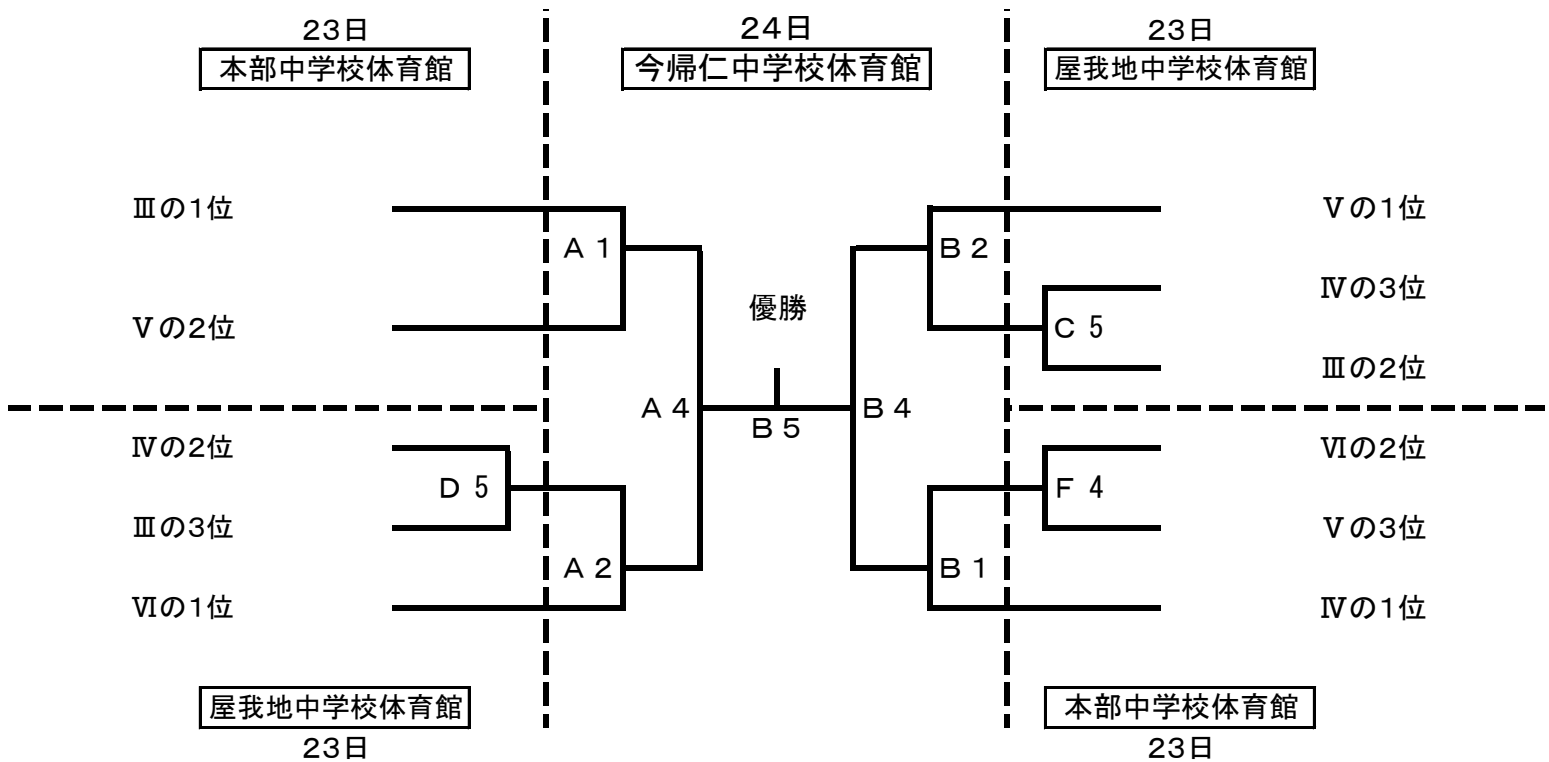 23日
本部中学校体育館
24日
今帰仁中学校体育館
23日
屋我地中学校体育館
Ⅲの1位
A 1
Ⅴの2位
Ⅳの2位
D 5
Ⅲの3位
A 2
Ⅵの1位
A 4
優勝
B 5
B 4
B 2
Ⅴの1位
Ⅳの3位
C 5
Ⅲの2位
Ⅵの2位
F 4
Ⅴの3位
B 1
Ⅳの1位
屋我地中学校体育館
23日
本部中学校体育館
23日